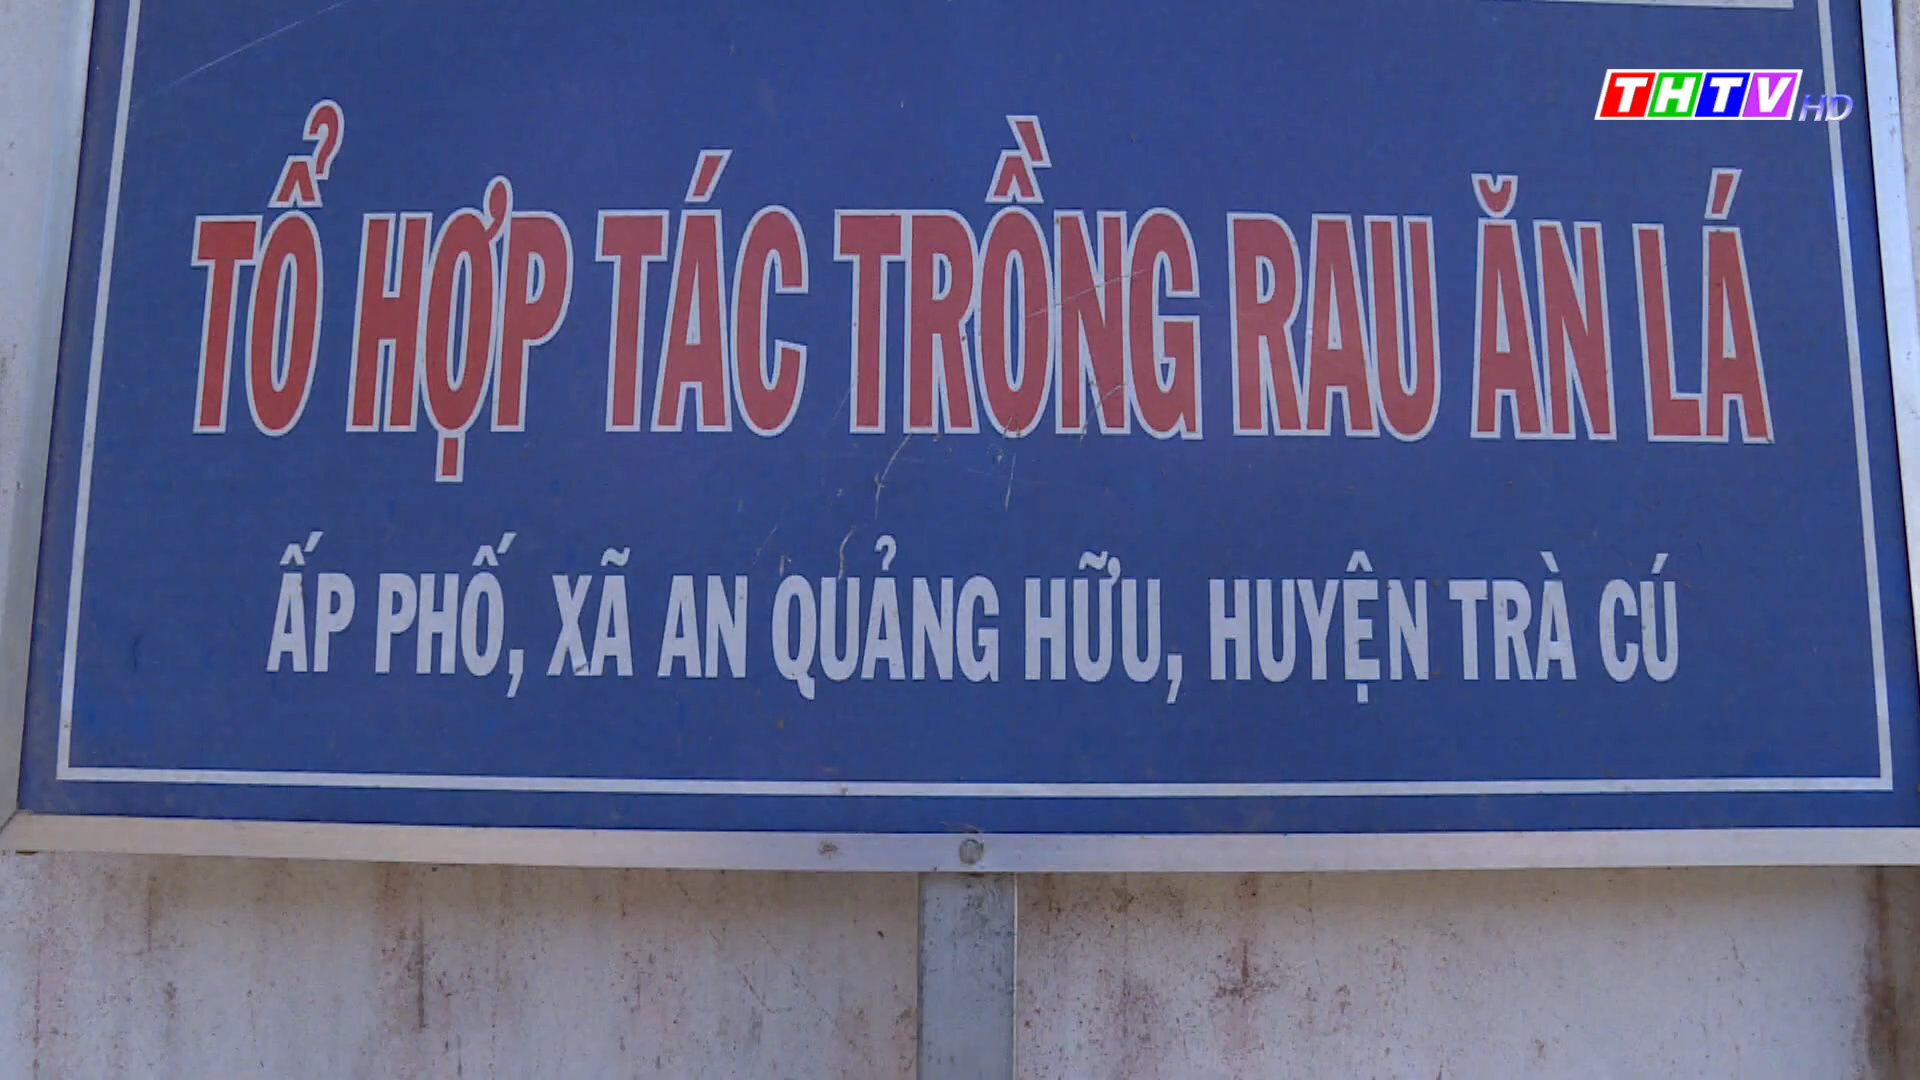 THTV HD
TỔ HỢP TÁC TRỒNG RAU ĂN LÁ
ẤP PHỐ, XÃ AN QUẢNG HỮU, HUYỆN TRÀ CÚ